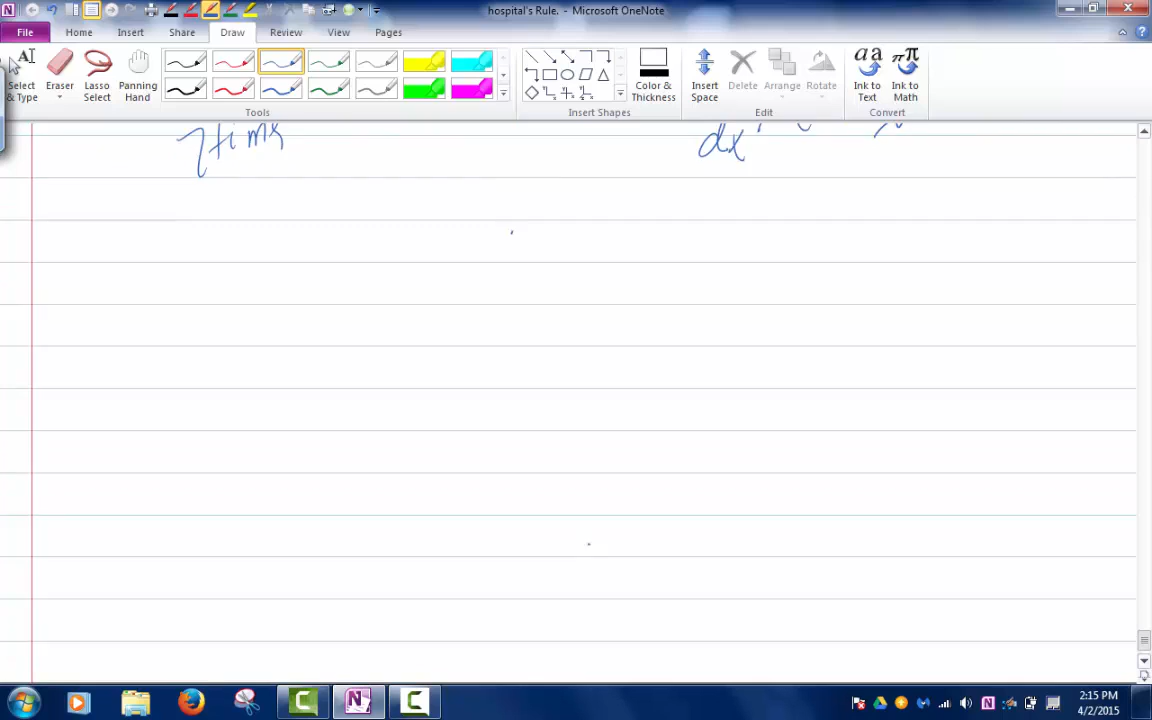 hospital's Rule. - Microsoft OneNote
File Home Insert Share Draw Review View Pages
Select & Type Eraser Lasso Select Panning Hand Color & Thickness Insert Space Delete Arrange Rotate Ink to Text Ink to Math
Tools Insert Shapes Edit Convert
dx
2:15 PM
4/2/2015